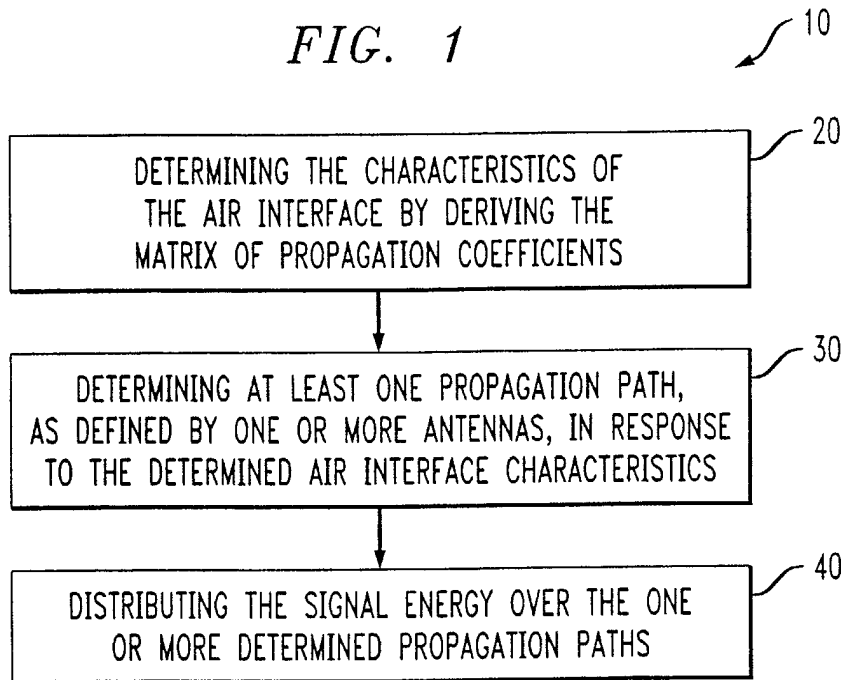 FIG. 1
10
20
DETERMINING THE CHARACTERISTICS OF
THE AIR INTERFACE BY DERIVING THE
MATRIX OF PROPAGATION COEFFICIENTS
30
DETERMINING AT LEAST ONE PROPAGATION PATH,
AS DEFINED BY ONE OR MORE ANTENNAS, IN RESPONSE
TO THE DETERMINED AIR INTERFACE CHARACTERISTICS
40
DISTRIBUTING THE SIGNAL ENERGY OVER THE ONE
OR MORE DETERMINED PROPAGATION PATHS